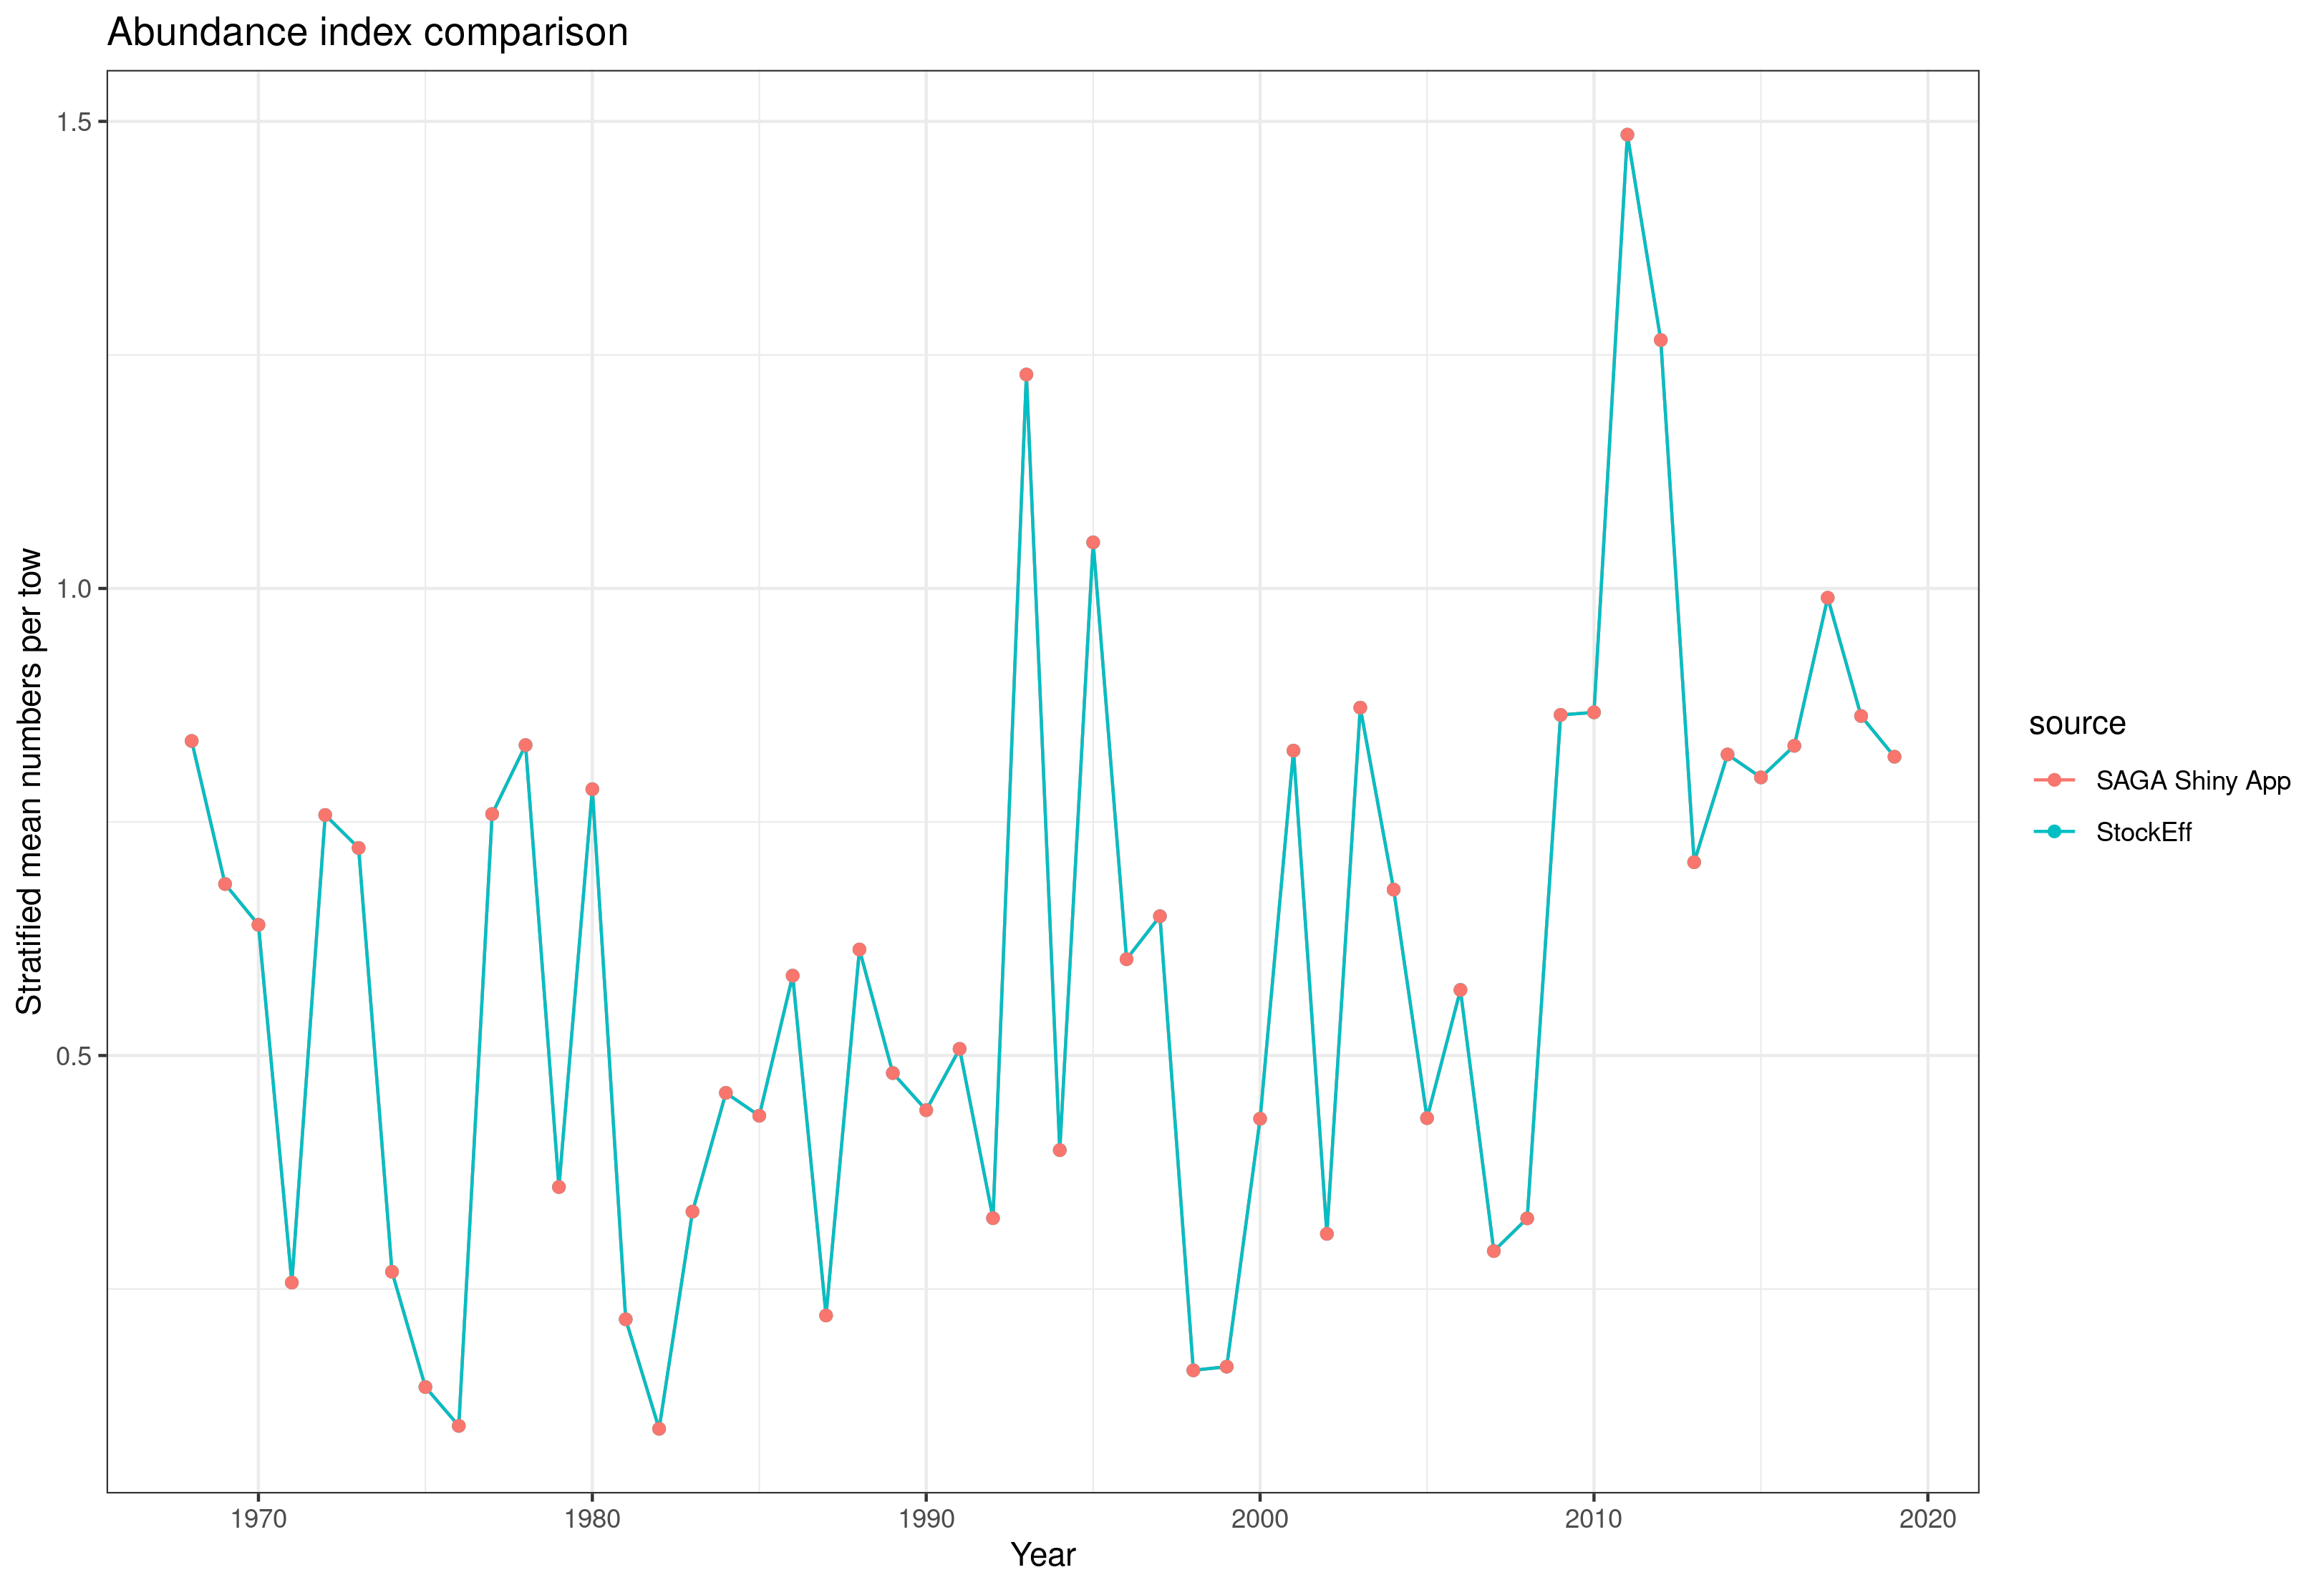 Abundance index comparison
Stratified mean numbers per tow
1.5
1.0
0.5
1970
1980
1990
2000
2010
2020
Year
source
SAGA Shiny App
StockEff